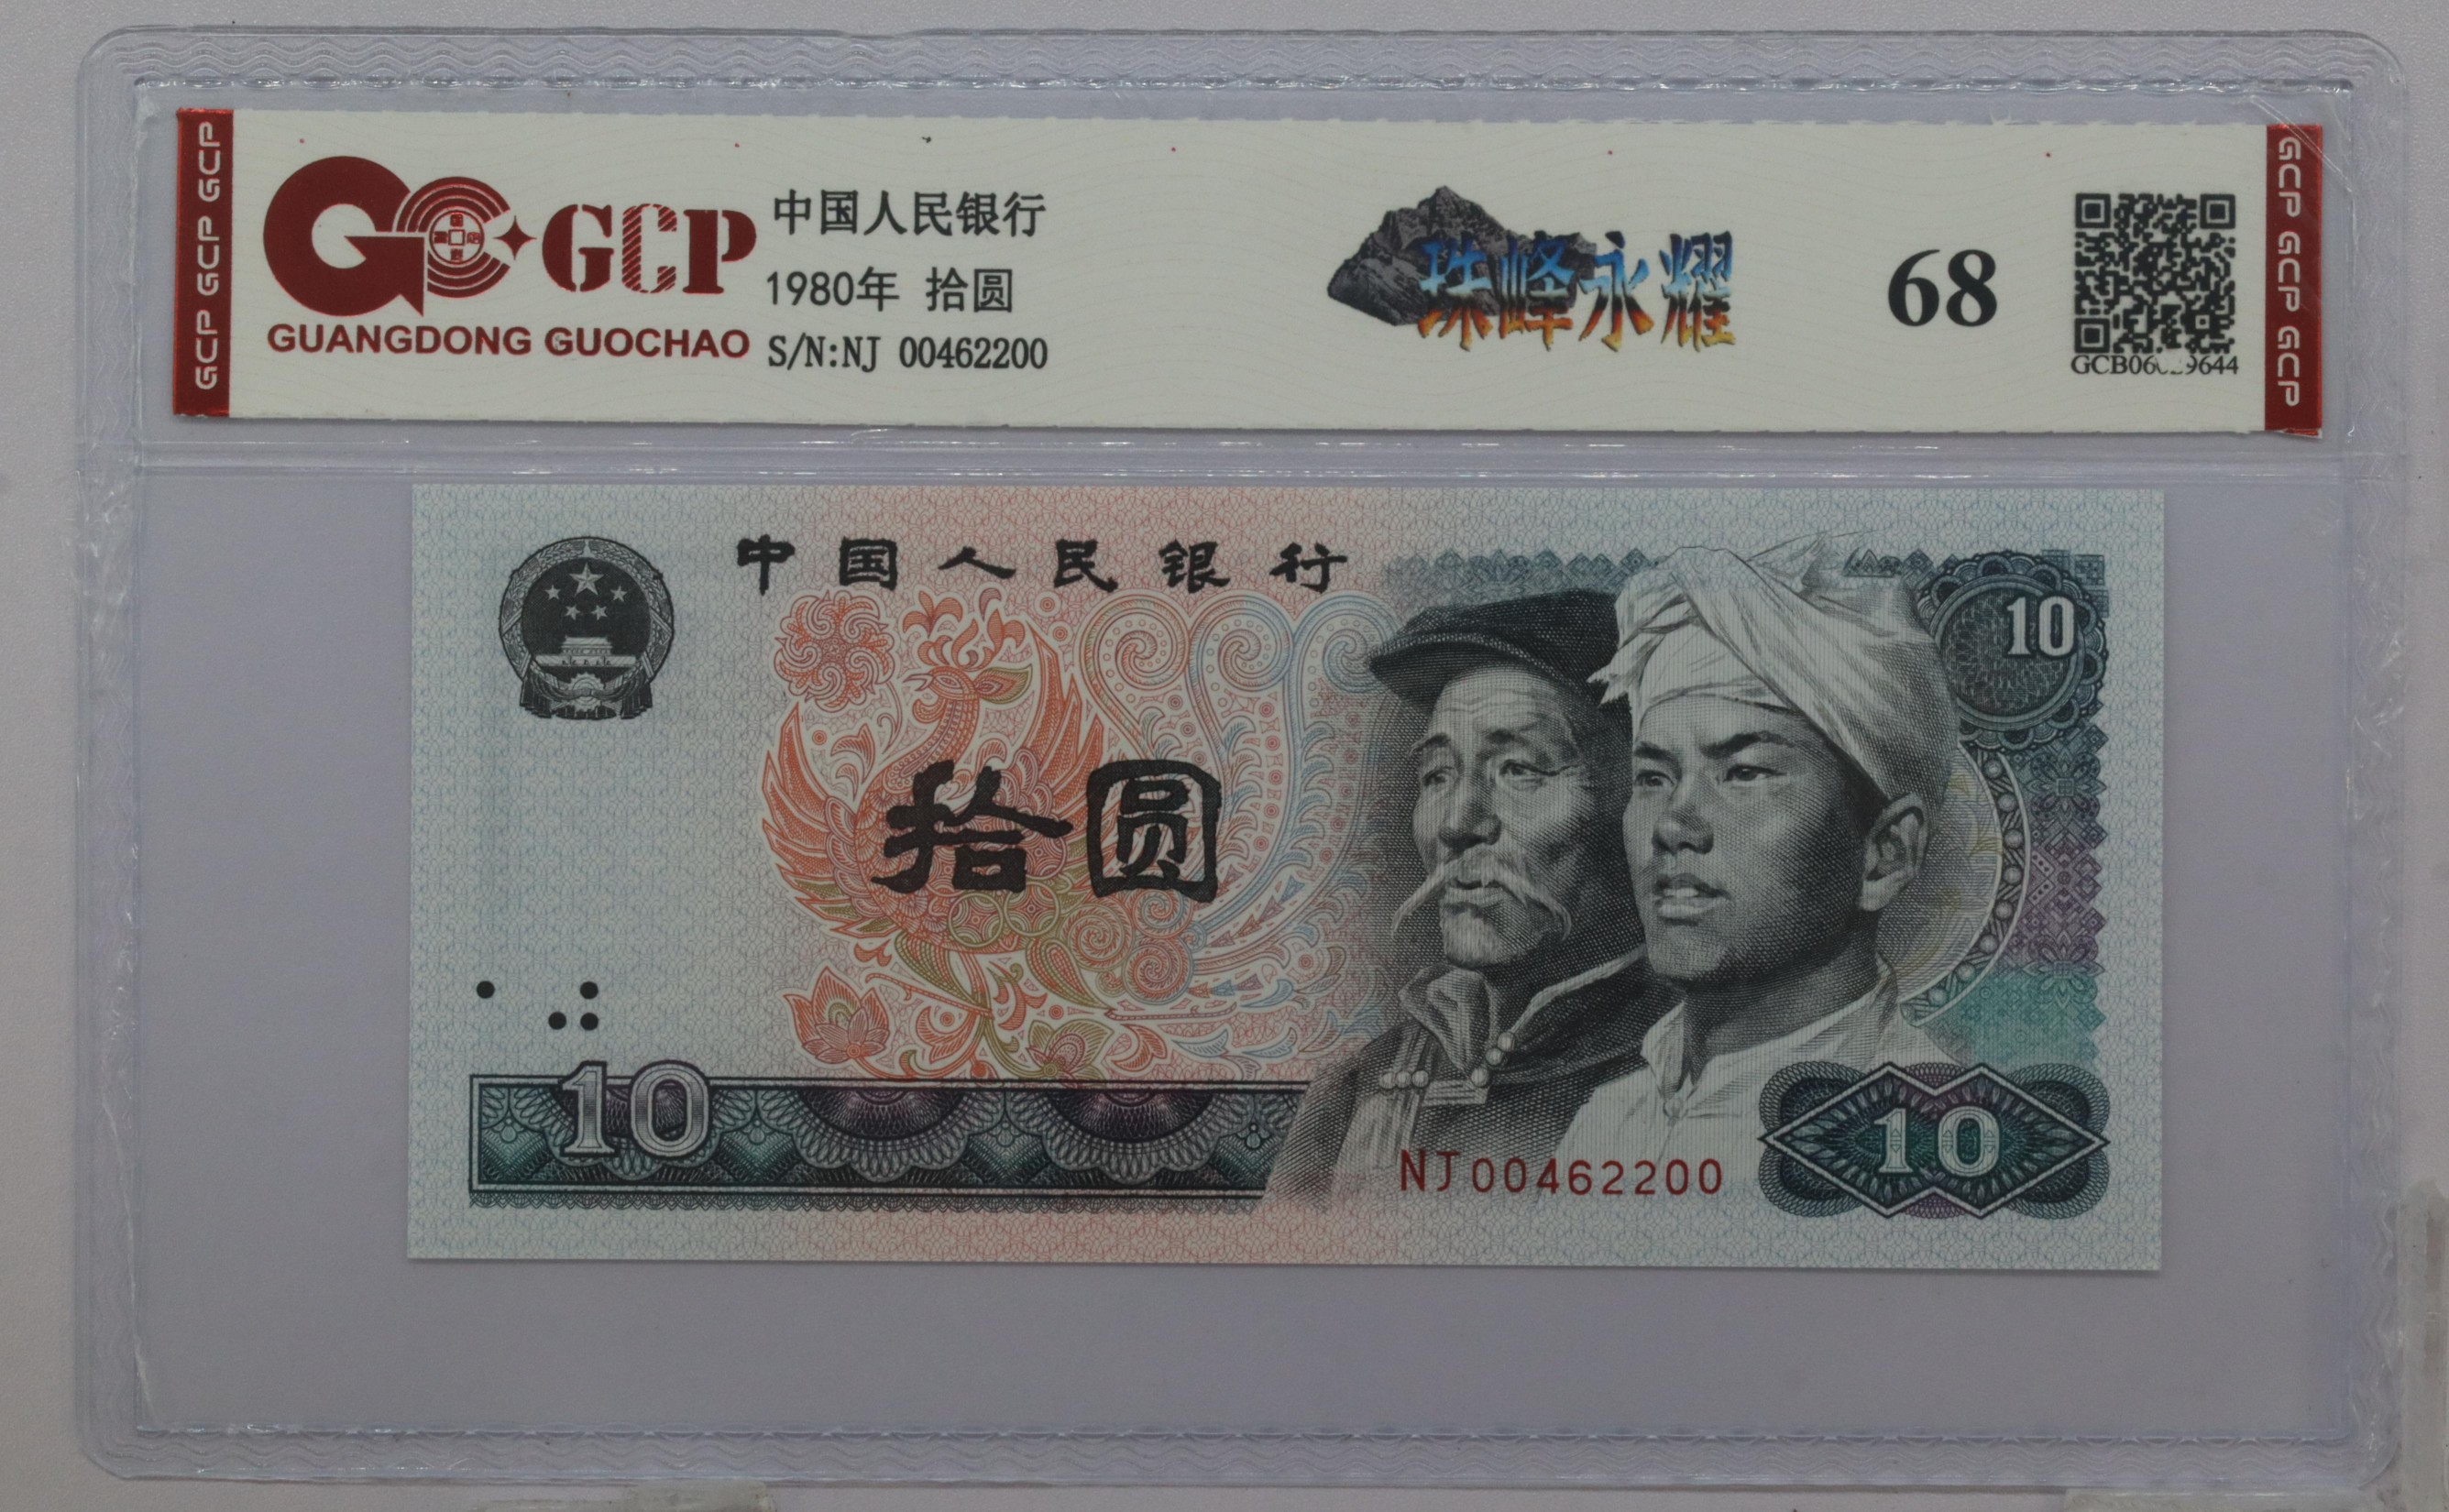 GCP GCP GCP
GCP
GUANGDONG GUOCHAO
中国人民银行
1980年 拾圆
S/N:NJ 00462200
珠峰永耀
68
GCP GCP GCP
中国人民银行
10
拾圆
10
NJ00462200
10